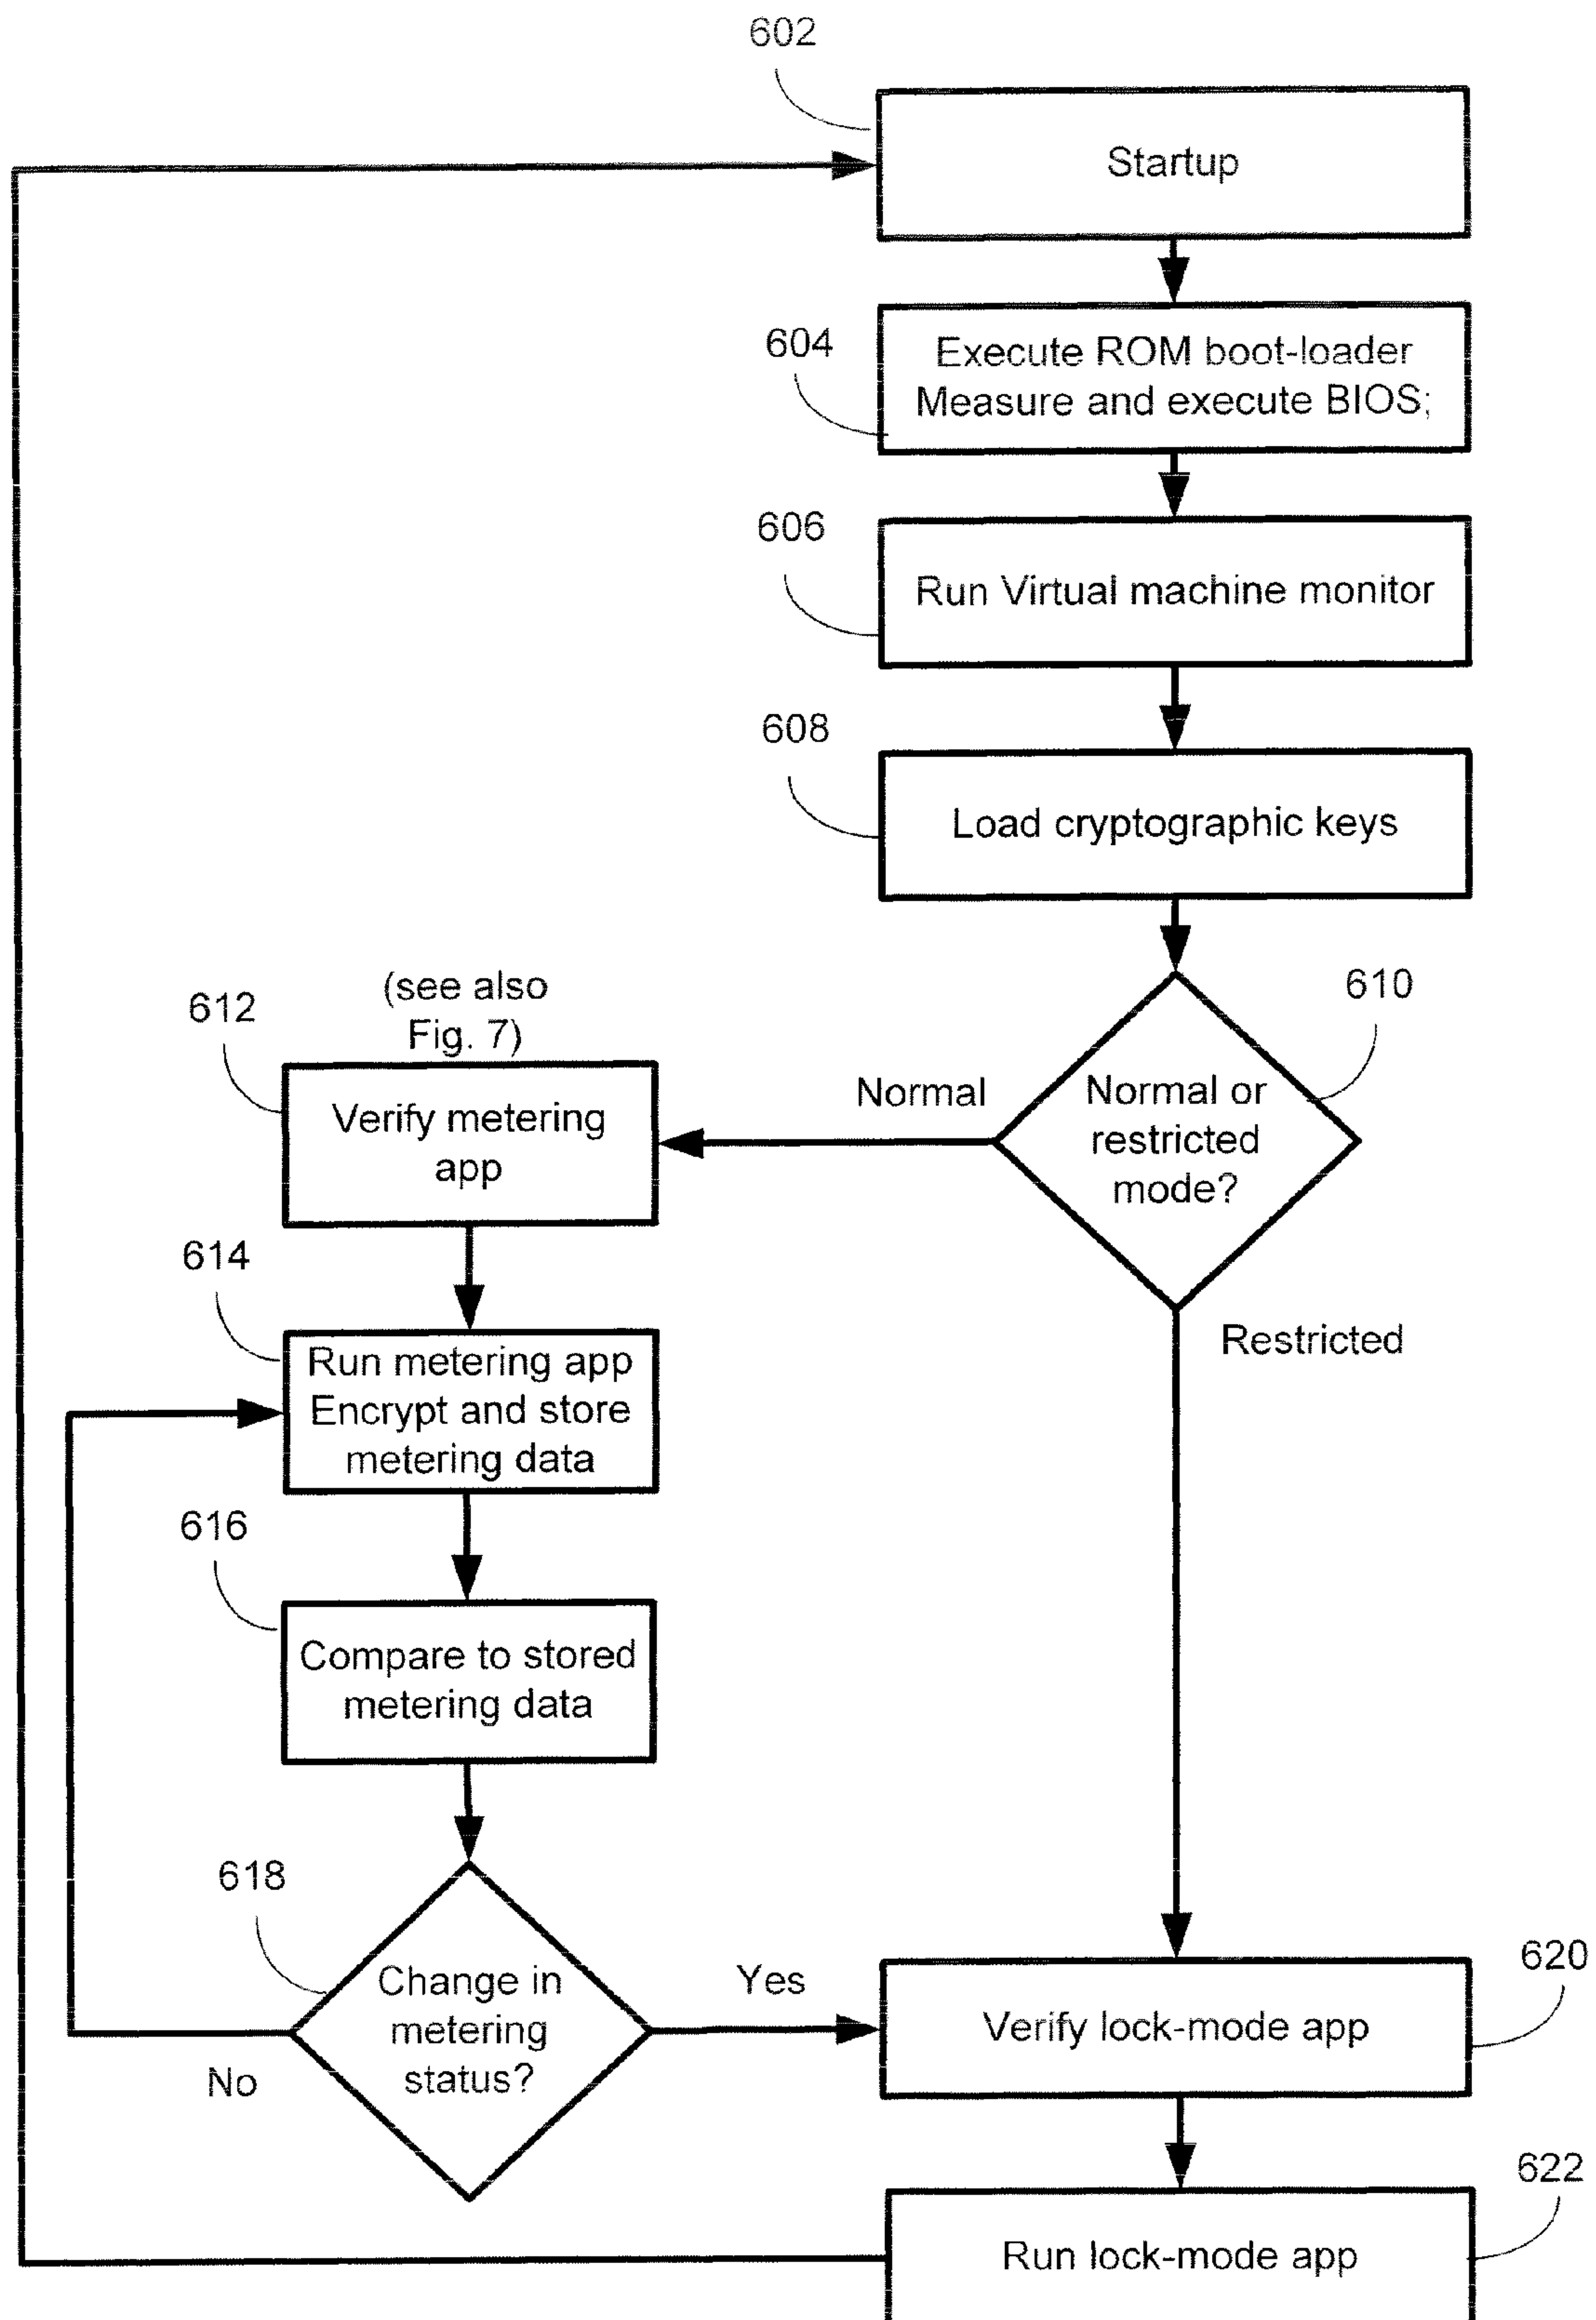 602
Startup
604
Execute ROM boot-loader
Measure and execute BIOS;
606
Run Virtual machine monitor
608
Load cryptographic keys
610
Normal or
restricted
mode?
Normal
Restricted
(see also
Fig. 7)
612
Verify metering
app
614
Run metering app
Encrypt and store
metering data
616
Compare to stored
metering data
618
Change in
metering
status?
No
Yes
620
Verify lock-mode app
622
Run lock-mode app